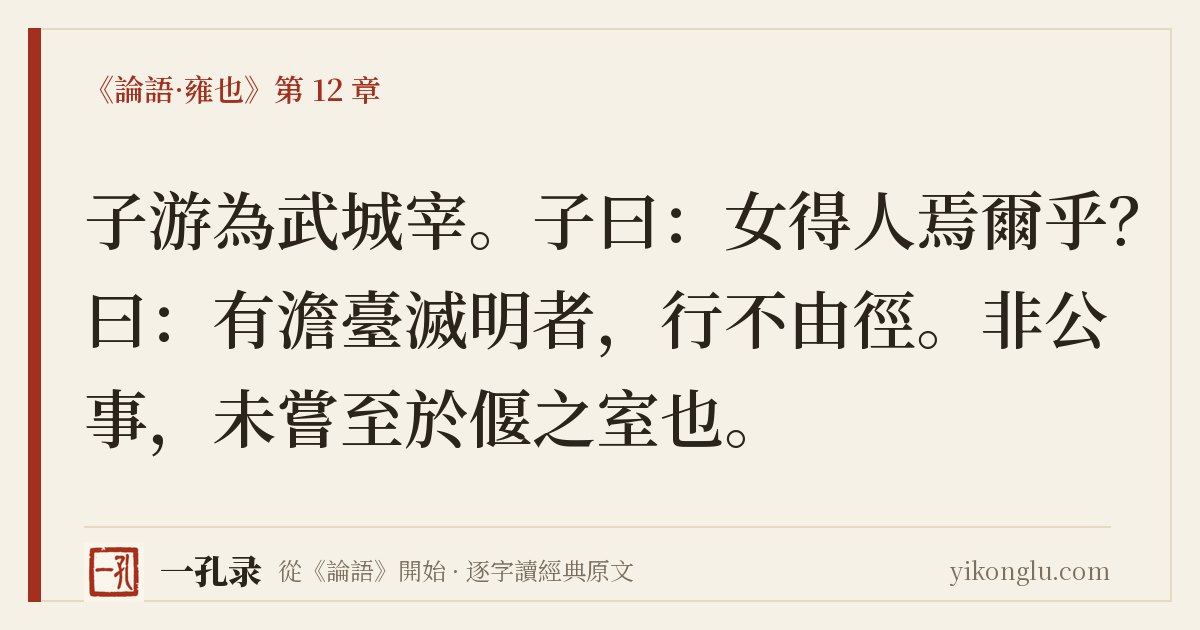 《論語·雍也》第 12 章
子游為武城宰。子曰：女得人焉爾乎？
曰：有澹臺滅明者，行不由徑。非公
事，未嘗至於偃之室也。
一孔 一孔录 從《論語》開始 · 逐字讀經典原文 yikonglu.com